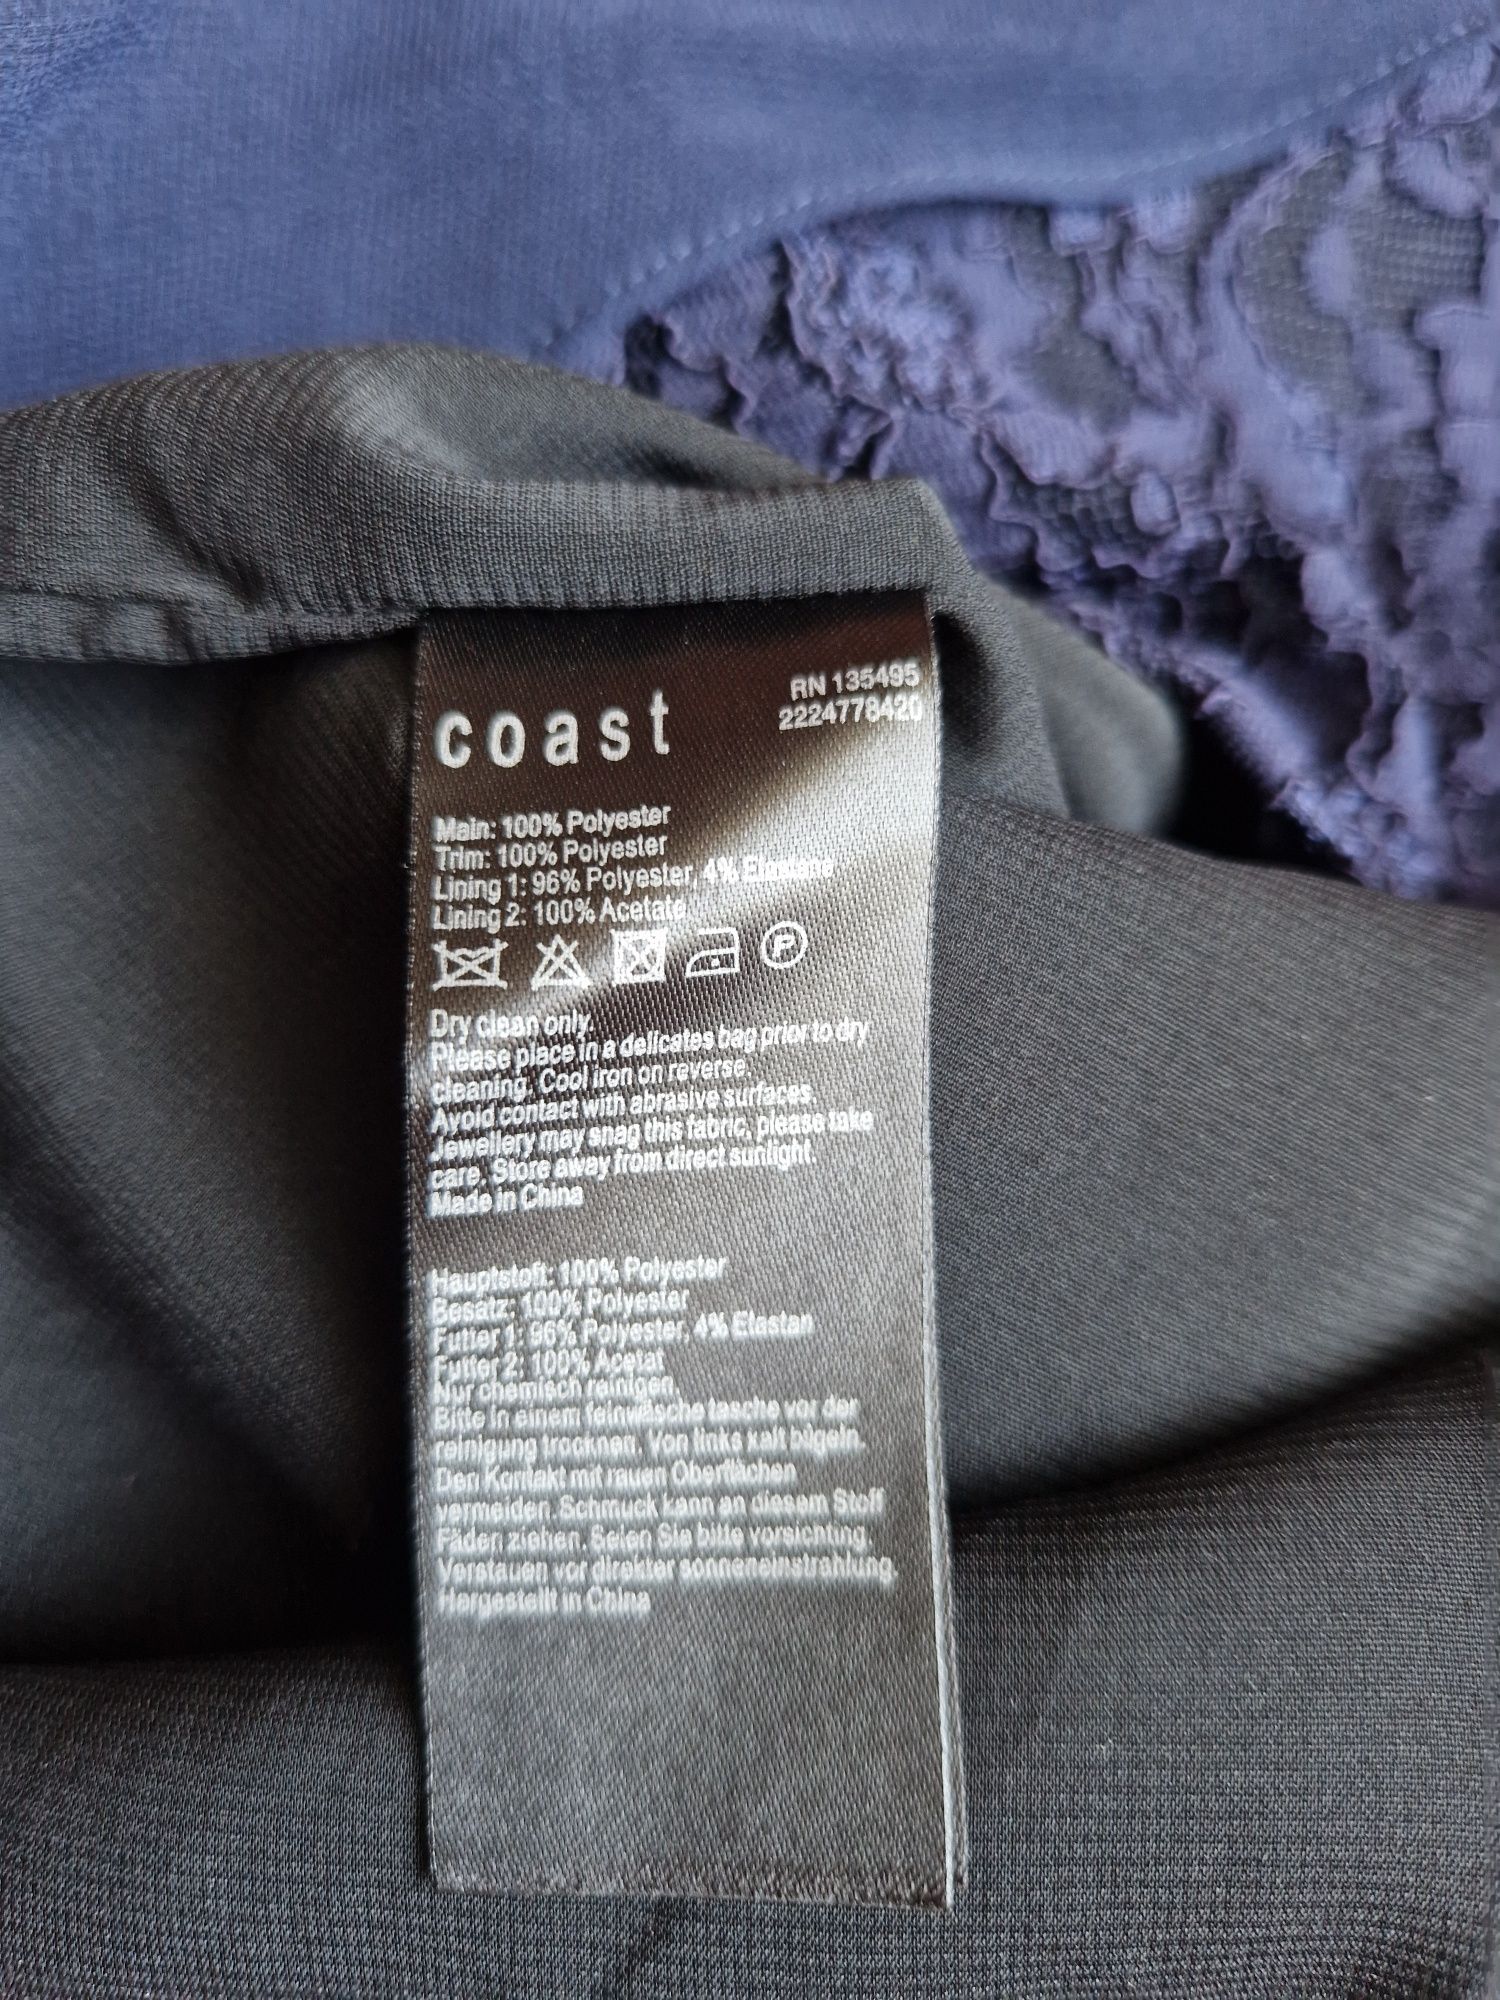 RN 135495
2224778420
coast
Main: 100% Polyester
Trim: 100% Polyester
Lining 1: 96% Polyester, 4% Elastane
Lining 2: 100% Acetate
P
Dry clean only.
Please place in a delicates bag prior to dry
cleaning. Cool iron on reverse.
Avoid contact with abrasive surfaces.
Jewellery may snag this fabric, please take
care. Store away from direct sunlight.
Made in China
Hauptstoff: 100% Polyester
Besatz: 100% Polyester
Futter 1: 96% Polyester, 4% Elastan
Futter 2: 100% Acetat
Nur chemisch reinigen.
Bitte in einem feinwäsche tasche vor der
reinigung trocknen. Von links kalt bügeln.
Den Kontakt mit rauen Oberflächen
vermeiden. Schmuck kann an diesem Stoff
Fäden ziehen. Seien Sie bitte vorsichting.
Verstauen vor direkter sonneneinstrahlung.
Hergestellt in China